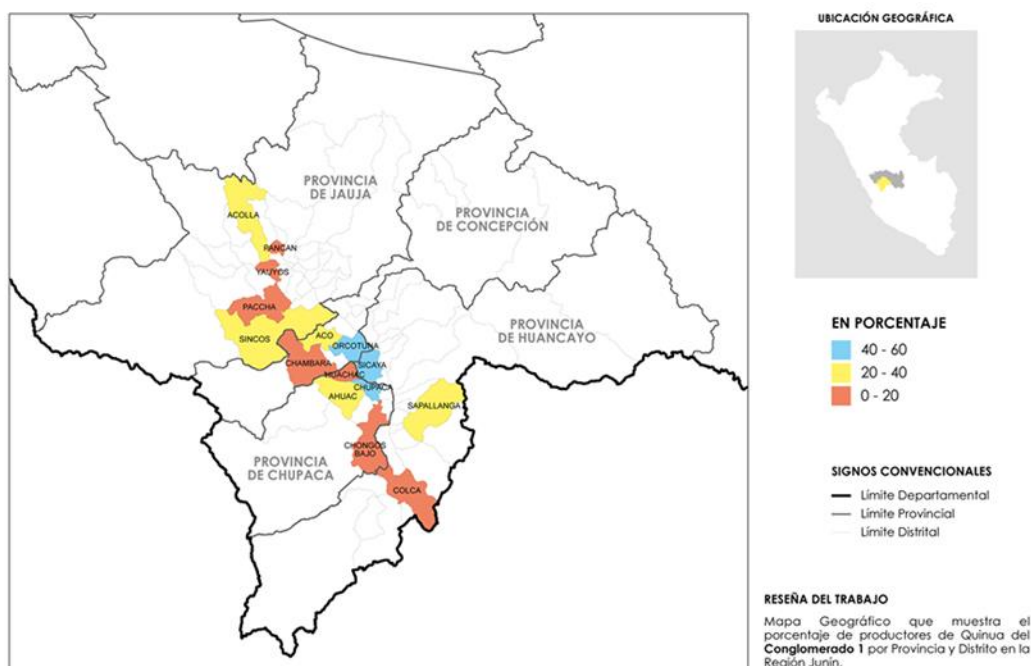 UBICACIÓN GEOGRÁFICA
PROVINCIA
DE JAUJA
ACOLLA
PROVINCIA
DE CONCEPCIÓN
PANCAN
YAUYOS
PACCHA
SINCOS
ACO
ORCOTUNA
PROVINCIA
DE HUANCAYO
CHAMBARA
SICAYA
HUACHAC
CHUPACA
AHUAC
SAPALLANGA
CHONGOS
BAJO
PROVINCIA
DE CHUPACA
COLCA
EN PORCENTAJE
40 - 60
20 - 40
0 - 20
SIGNOS CONVENCIONALES
Límite Departamental
Límite Provincial
Límite Distrital
RESEÑA DEL TRABAJO
Mapa Geográfico que muestra el
porcentaje de productores de Quinua del
Conglomerado 1 por Provincia y Distrito en la
Región Junín.